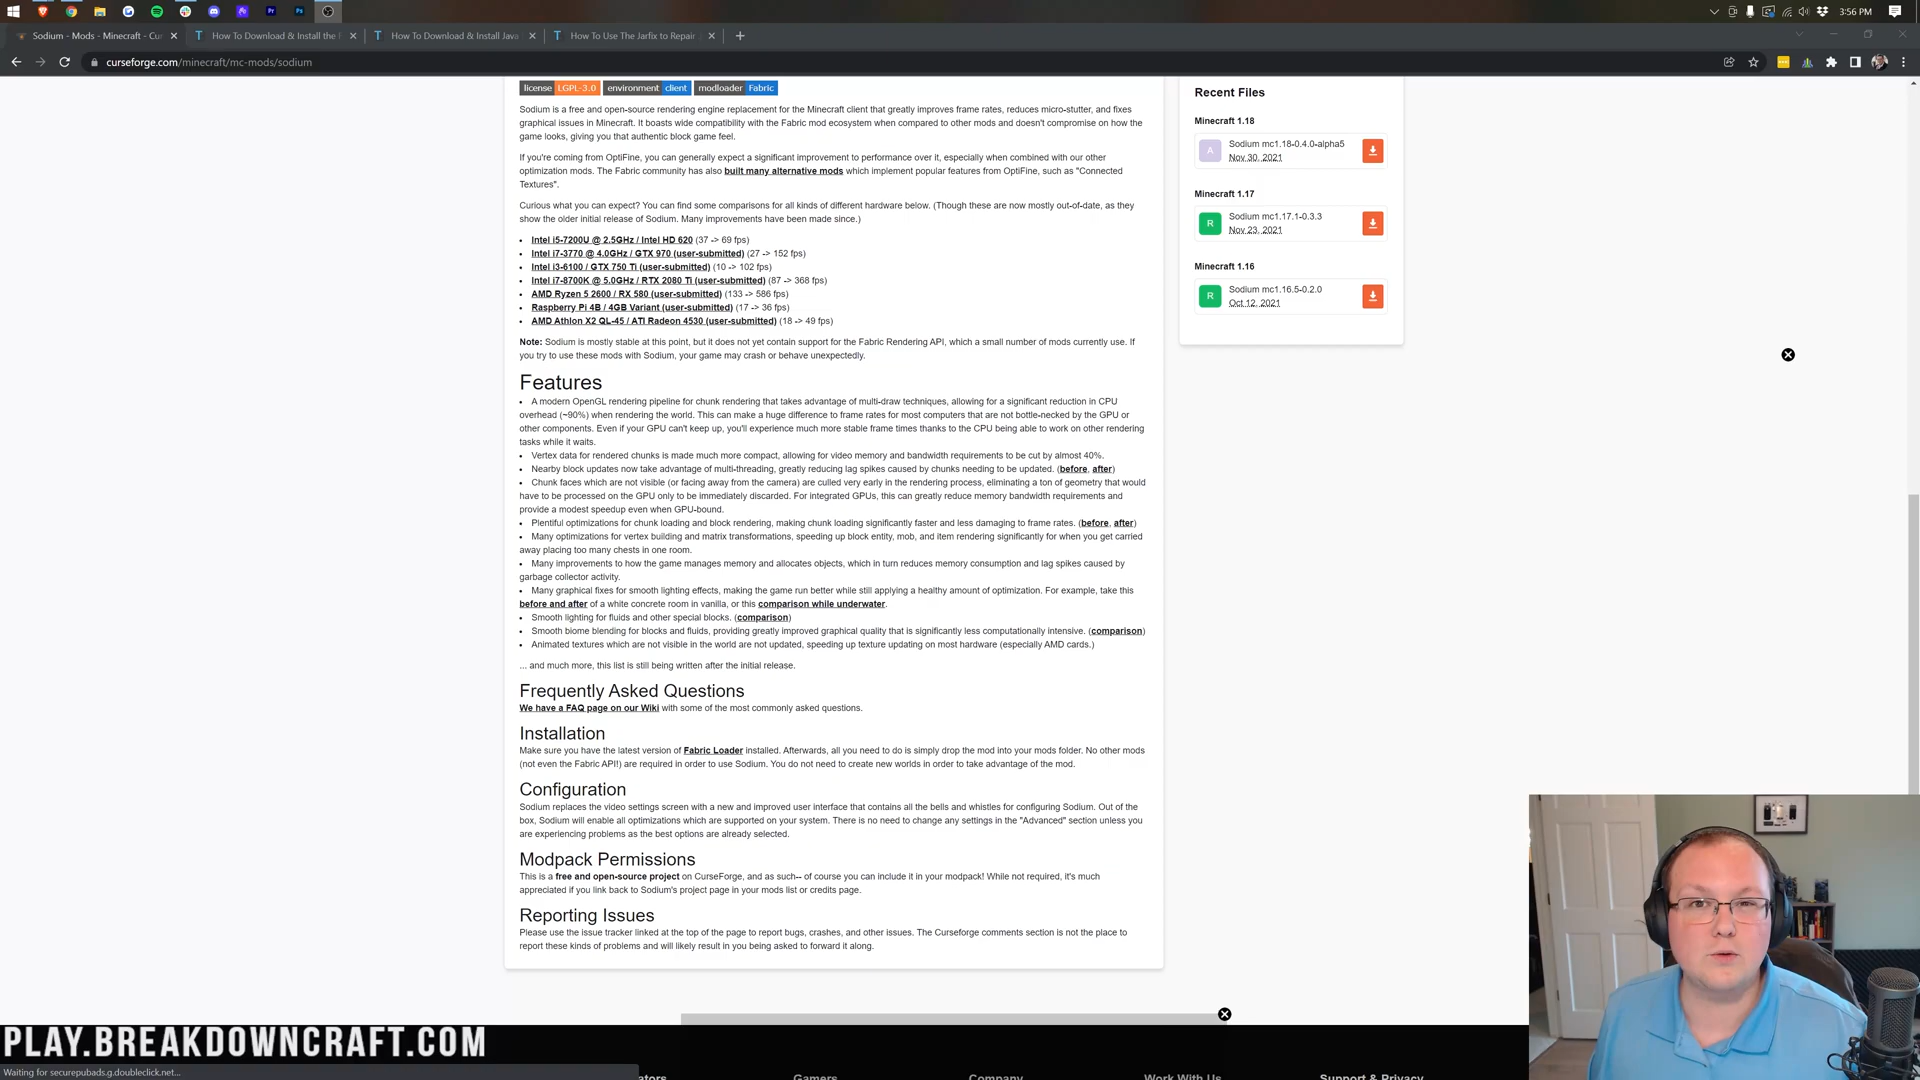 3:56 PM
Sodium - Mods - Minecraft - Cu
How To Download & Install the
How To Download & Install Java
How To Use The Jarfix to Repair
curseforge.com/minecraft/mc-mods/sodium
license LGPL-3.0 environment client modloader Fabric
Sodium is a free and open-source rendering engine replacement for the Minecraft client that greatly improves frame rates, reduces micro-stutter, and fixes
graphical issues in Minecraft. It boasts wide compatibility with the Fabric mod ecosystem when compared to other mods and doesn't compromise on how the
game looks, giving you that authentic block game feel.
If you're coming from OptiFine, you can generally expect a significant improvement to performance over it, especially when combined with our other
optimization mods. The Fabric community has also built many alternative mods which implement popular features from OptiFine, such as "Connected
Textures".
Curious what you can expect? You can find some comparisons for all kinds of different hardware below. (Though these are now mostly out-of-date, as they
show the older initial release of Sodium. Many improvements have been made since.)
• Intel i5-7200U @ 2.5GHz / Intel HD 620 (37 -> 69 fps)
• Intel i7-3770 @ 4.0GHz / GTX 970 (user-submitted) (27 -> 152 fps)
• Intel i3-6100 / GTX 750 Ti (user-submitted) (10 -> 102 fps)
• Intel i7-8700K @ 5.0GHz / RTX 2080 Ti (user-submitted) (87 -> 368 fps)
• AMD Ryzen 5 2600 / RX 580 (user-submitted) (133 -> 586 fps)
• Raspberry Pi 4B / 4GB Variant (user-submitted) (17 -> 36 fps)
• AMD Athlon X2 QL-45 / ATI Radeon 4530 (user-submitted) (18 -> 49 fps)
Note: Sodium is mostly stable at this point, but it does not yet contain support for the Fabric Rendering API, which a small number of mods currently use. If
you try to use these mods with Sodium, your game may crash or behave unexpectedly.
Features
• A modern OpenGL rendering pipeline for chunk rendering that takes advantage of multi-draw techniques, allowing for a significant reduction in CPU
overhead (~90%) when rendering the world. This can make a huge difference to frame rates for most computers that are not bottle-necked by the GPU or
other components. Even if your GPU can't keep up, you'll experience much more stable frame times thanks to the CPU being able to work on other rendering
tasks while it waits.
• Vertex data for rendered chunks is made much more compact, allowing for video memory and bandwidth requirements to be cut by almost 40%.
• Nearby block updates now take advantage of multi-threading, greatly reducing lag spikes caused by chunks needing to be updated. (before, after)
• Chunk faces which are not visible (or facing away from the camera) are culled very early in the rendering process, eliminating a ton of geometry that would
have to be processed on the GPU only to be immediately discarded. For integrated GPUs, this can greatly reduce memory bandwidth requirements and
provide a modest speedup even when GPU-bound.
• Plentiful optimizations for chunk loading and block rendering, making chunk loading significantly faster and less damaging to frame rates. (before, after)
• Many optimizations for vertex building and matrix transformations, speeding up block entity, mob, and item rendering significantly for when you get carried
away placing too many chests in one room.
• Many improvements to how the game manages memory and allocates objects, which in turn reduces memory consumption and lag spikes caused by
garbage collector activity.
• Many graphical fixes for smooth lighting effects, making the game run better while still applying a healthy amount of optimization. For example, take this
before and after of a white concrete room in vanilla, or this comparison while underwater.
• Smooth lighting for fluids and other special blocks. (comparison)
• Smooth biome blending for blocks and fluids, providing greatly improved graphical quality that is significantly less computationally intensive. (comparison)
• Animated textures which are not visible in the world are not updated, speeding up texture updating on most hardware (especially AMD cards.)
... and much more, this list is still being written after the initial release.
Frequently Asked Questions
We have a FAQ page on our Wiki with some of the most commonly asked questions.
Installation
Make sure you have the latest version of Fabric Loader installed. Afterwards, all you need to do is simply drop the mod into your mods folder. No other mods
(not even the Fabric API!) are required in order to use Sodium. You do not need to create new worlds in order to take advantage of the mod.
Configuration
Sodium replaces the video settings screen with a new and improved user interface that contains all the bells and whistles for configuring Sodium. Out of the
box, Sodium will enable all optimizations which are supported on your system. There is no need to change any settings in the "Advanced" section unless you
are experiencing problems as the best options are already selected.
Modpack Permissions
This is a free and open-source project on CurseForge, and as such-- of course you can include it in your modpack! While not required, it's much
appreciated if you link back to Sodium's project page in your mods list or credits page.
Reporting Issues
Please use the issue tracker linked at the top of the page to report bugs, crashes, and other issues. The Curseforge comments section is not the place to
report these kinds of problems and will likely result in you being asked to forward it along.
Recent Files
Minecraft 1.18
A
Sodium mc1.18-0.4.0-alpha5
Nov 30, 2021
Minecraft 1.17
R
Sodium mc1.17.1-0.3.3
Nov 23, 2021
Minecraft 1.16
R
Sodium mc1.16.5-0.2.0
Oct 12, 2021
PLAY.BREAKDOWNCRAFT.COM
Waiting for securepubads.g.doubleclick.net...
ators
Gamers
Company
Work With Us
Support & Privacy